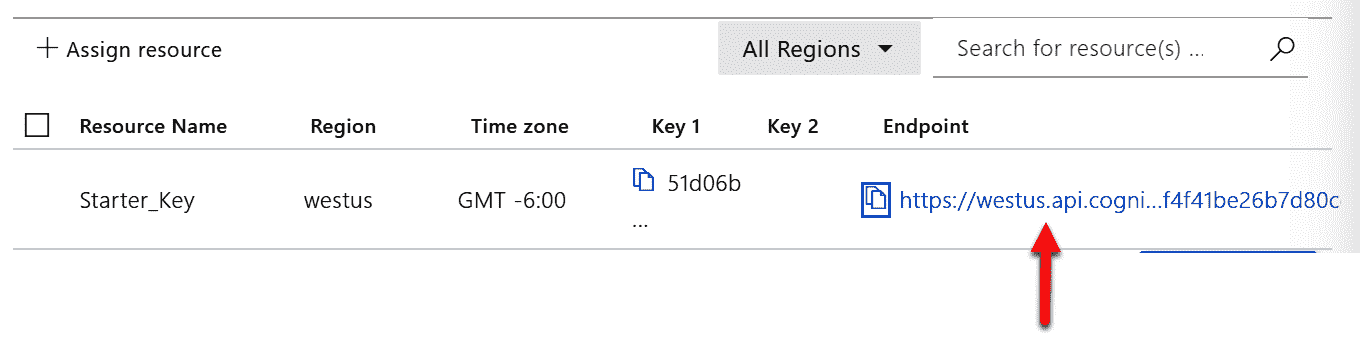 Assign resource
All Regions
Search for resource(s) ...
Resource Name Region Time zone Key 1 Key 2 Endpoint
Starter_Key westus GMT -6:00 51d06b ... https://westus.api.cogni...f4f41be26b7d80c